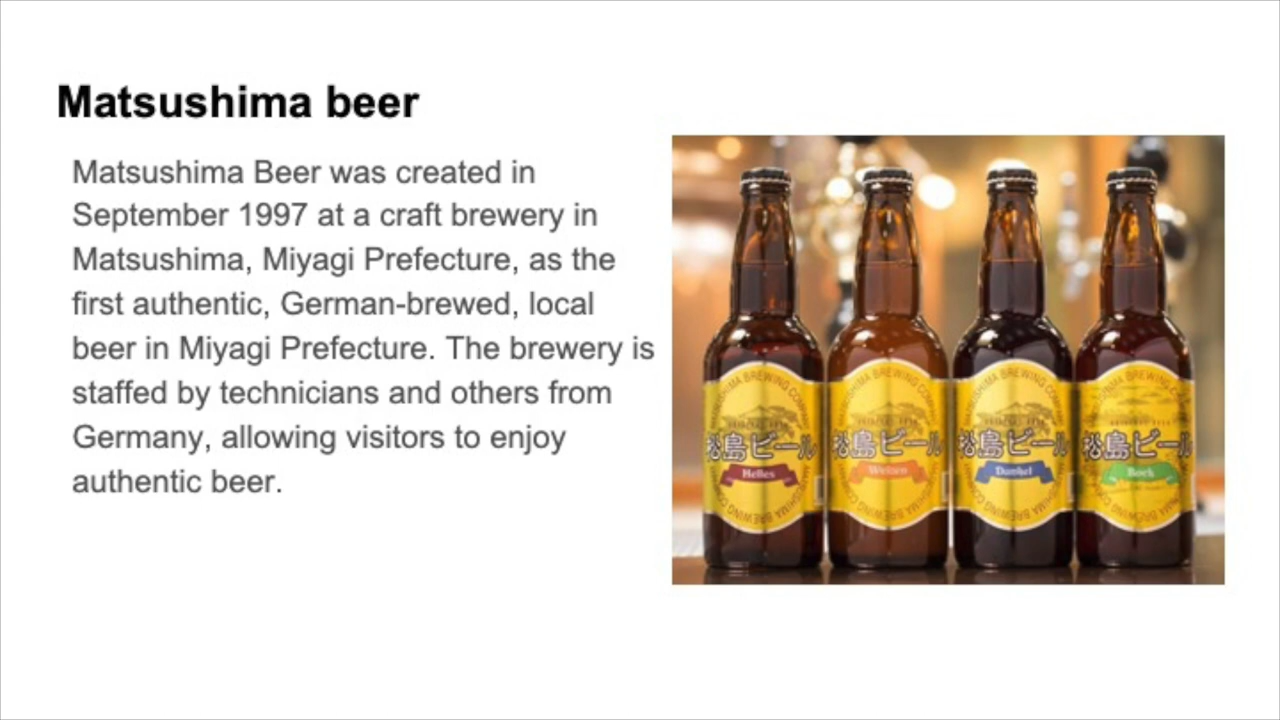 Matsushima beer
Matsushima Beer was created in
September 1997 at a craft brewery in
Matsushima, Miyagi Prefecture, as the
first authentic, German-brewed, local
beer in Miyagi Prefecture. The brewery is
staffed by technicians and others from
Germany, allowing visitors to enjoy
authentic beer.
松島ビール
Helles
松島ビール
Weizen
松島ビール
Dunkel
松島ビール
Bock